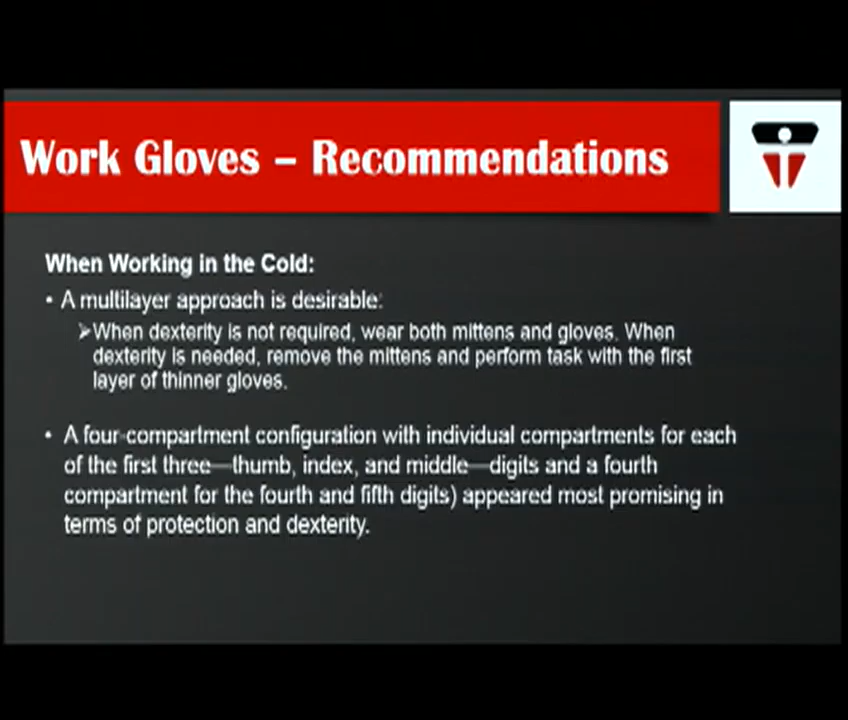 Work Gloves – Recommendations
When Working in the Cold:
• A multilayer approach is desirable:
➢When dexterity is not required, wear both mittens and gloves. When
dexterity is needed, remove the mittens and perform task with the first
layer of thinner gloves.
• A four-compartment configuration with individual compartments for each
of the first three—thumb, index, and middle—digits and a fourth
compartment for the fourth and fifth digits) appeared most promising in
terms of protection and dexterity.